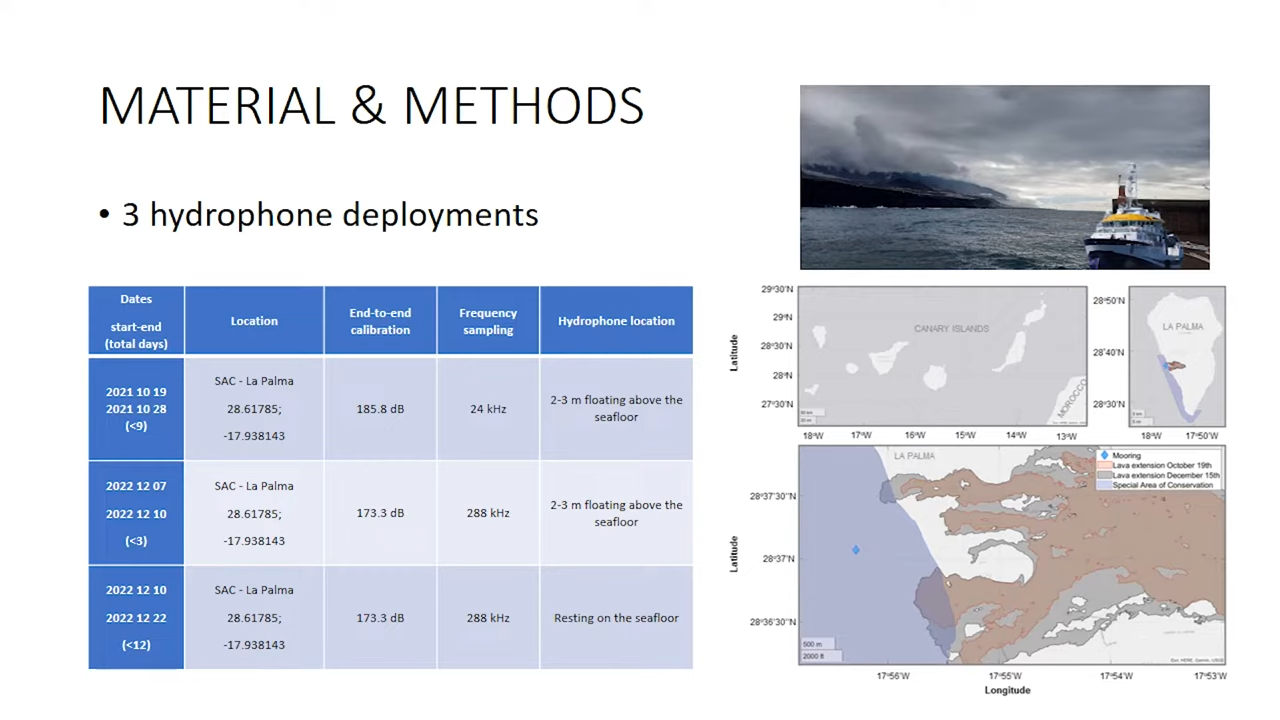 MATERIAL & METHODS
• 3 hydrophone deployments
Dates
start-end
(total days)
Location
End-to-end
calibration
Frequency
sampling
Hydrophone location
2021 10 19
2021 10 28
(<9)
SAC - La Palma
28.61785;
-17.938143
185.8 dB
24 kHz
2-3 m floating above the
seafloor
2022 12 07
2022 12 10
(<3)
SAC - La Palma
28.61785;
-17.938143
173.3 dB
288 kHz
2-3 m floating above the
seafloor
2022 12 10
2022 12 22
(<12)
SAC - La Palma
28.61785;
-17.938143
173.3 dB
288 kHz
Resting on the seafloor
29°30'N
29°N
28°30'N
28°N
27°30'N
Latitude
CANARY ISLANDS
MOROCCO
18°W
17°W
16°W
15°W
14°W
13°W
28°50'N
28°40'N
28°30'N
LA PALMA
18°W
17°50'W
LA PALMA
Mooring
Lava extension October 19th
Lava extension December 15th
Special Area of Conservation
28°37'30"N
28°37'N
28°36'30"N
Latitude
500 m
2000 ft
17°56'W
17°55'W
17°54'W
17°53'W
Longitude